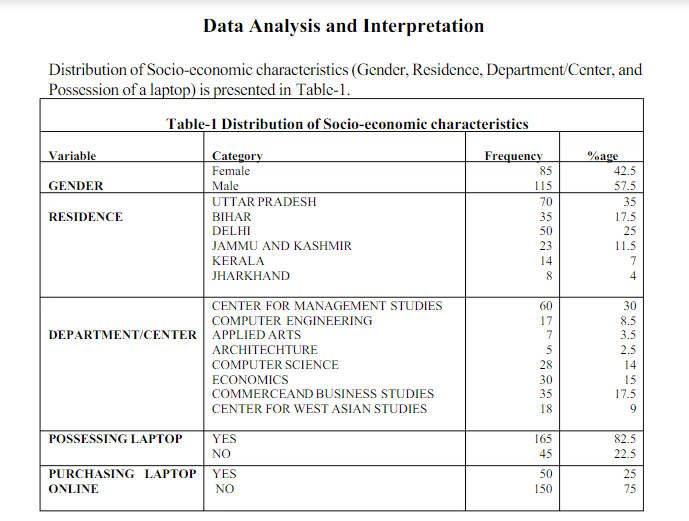 Data Analysis and Interpretation
Distribution of Socio-economic characteristics (Gender, Residence, Department/Center, and
Possession of a laptop) is presented in Table-1.
Table-1 Distribution of Socio-economic characteristics
Variable Category Frequency %age
Female 85 42.5
GENDER Male 115 57.5
UTTAR PRADESH 70 35
RESIDENCE BIHAR 35 17.5
DELHI 50 25
JAMMU AND KASHMIR 23 11.5
KERALA 14 7
JHARKHAND 8 4
CENTER FOR MANAGEMENT STUDIES 60 30
COMPUTER ENGINEERING 17 8.5
DEPARTMENT/CENTER APPLIED ARTS 7 3.5
ARCHITECHTURE 5 2.5
COMPUTER SCIENCE 28 14
ECONOMICS 30 15
COMMERCEAND BUSINESS STUDIES 35 17.5
CENTER FOR WEST ASIAN STUDIES 18 9
POSSESSING LAPTOP YES 165 82.5
NO 45 22.5
PURCHASING LAPTOP YES 50 25
ONLINE NO 150 75